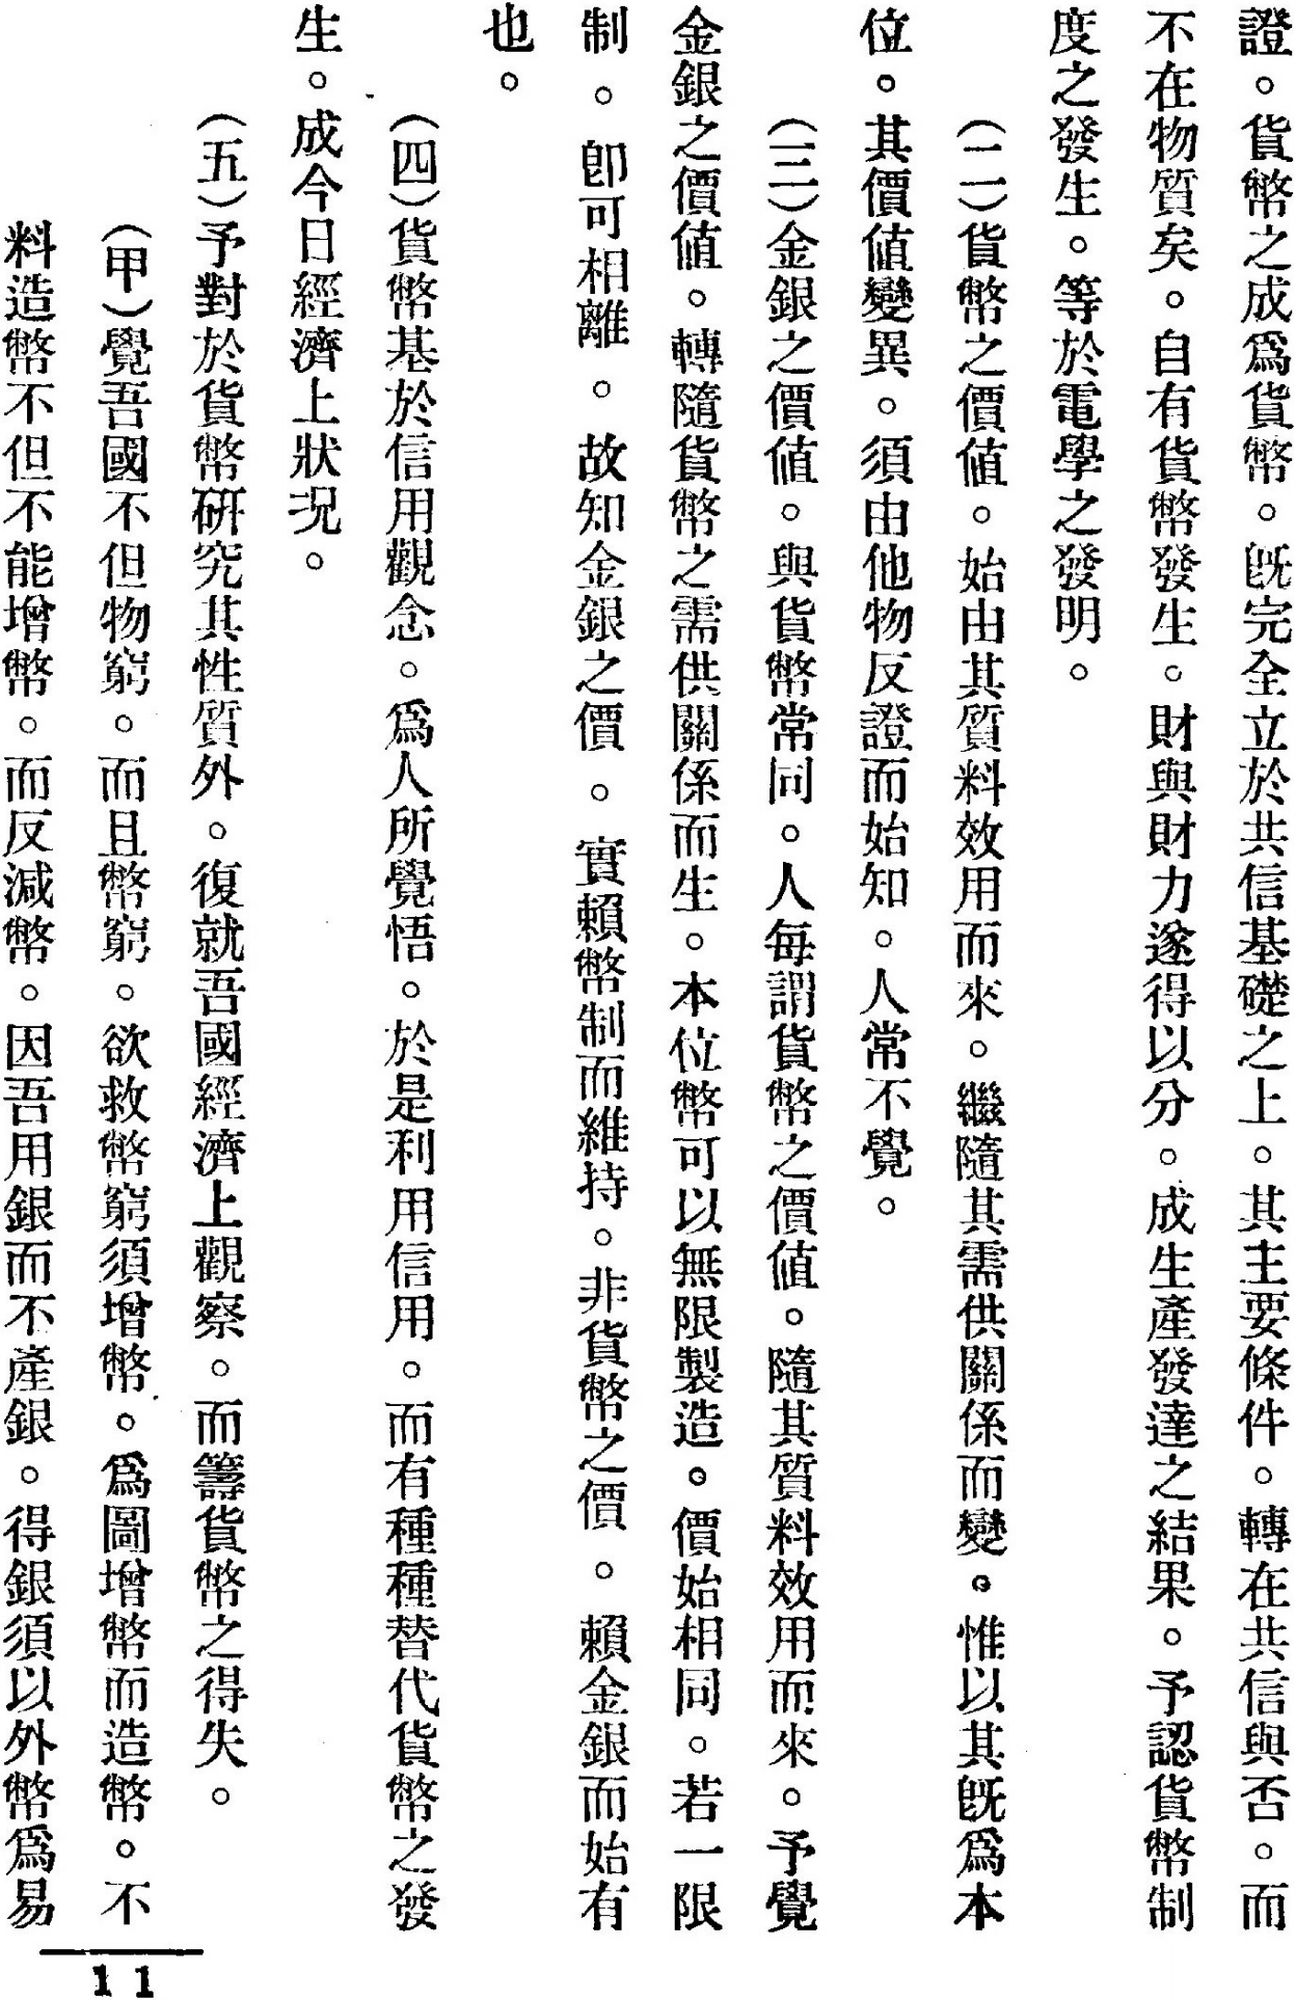 證。貨幣之成爲貨幣。旣完全立於共信基礎之上。其主要條件。轉在共信與否。而
不在物質矣。自有貨幣發生。財與財力遂得以分。成生產發達之結果。予認貨幣制
度之發生。等於電學之發明。
(二)貨幣之價値。始由其質料效用而來。繼隨其需供關係而變。惟以其旣爲本
位。其價値變異。須由他物反證而始知。人常不覺。
(三)金銀之價値。與貨幣常同。人每謂貨幣之價値。隨其質料效用而來。予覺
金銀之價値。轉隨貨幣之需供關係而生。本位幣可以無限製造。價始相同。若一限
制。卽可相離。故知金銀之價。實賴幣制而維持。非貨幣之價。賴金銀而始有
也。
(四)貨幣基於信用觀念。爲人所覺悟。於是利用信用。而有種種替代貨幣之發
生。成今日經濟上狀況。
(五)予對於貨幣研究其性質外。復就吾國經濟上觀察。而籌貨幣之得失。
(甲)覺吾國不但物窮。而且幣窮。欲救幣窮須增幣。爲圖增幣而造幣。不
料造幣不但不能增幣。而反減幣。因吾用銀而不產銀。得銀須以外幣爲易
11